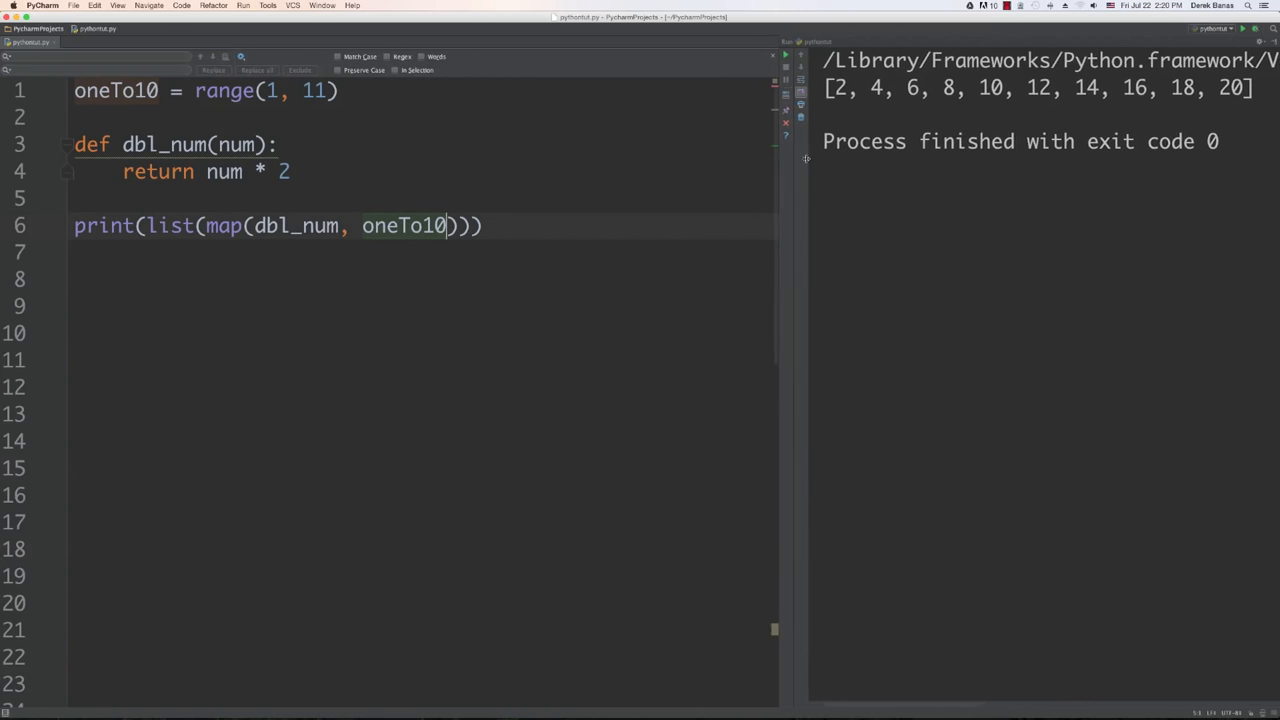 PyCharm File Edit View Navigate Code Refactor Run Tools VCS Window Help
10 Fri Jul 22 2:20 PM Derek Banas
pythontut.py - PycharmProjects - [~/PycharmProjects]
PycharmProjects pythontut.py
pythontut
pythontut.py
Run pythontut
Match Case Regex Words
Replace Replace all Exclude Preserve Case In Selection
1 oneTo10 = range(1, 11)
2
3 def dbl_num(num):
4 return num * 2
5
6 print(list(map(dbl_num, oneTo10)))
7
8
9
10
11
12
13
14
15
16
17
18
19
20
21
22
23
24
/Library/Frameworks/Python.framework/V
[2, 4, 6, 8, 10, 12, 14, 16, 18, 20]
Process finished with exit code 0
5:1 LF÷ UTF-8÷